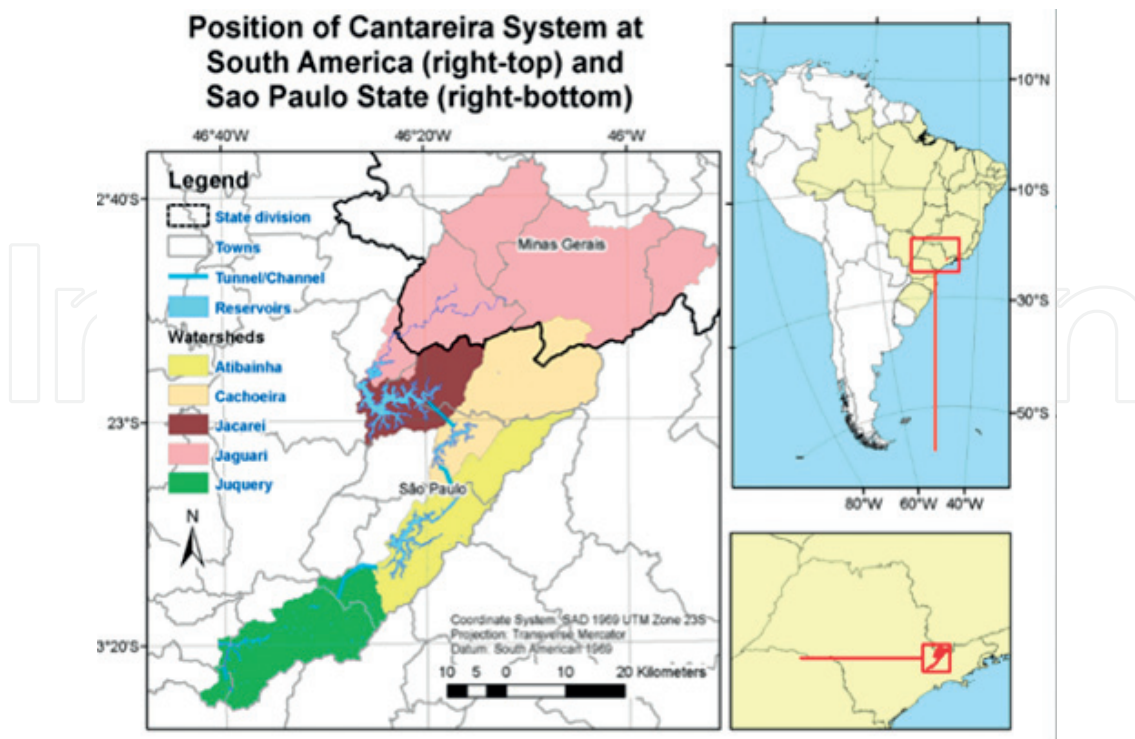 Position of Cantareira System at
South America (right-top) and
Sao Paulo State (right-bottom)
46°40'W 46°20'W 46°W
2°40'S
23°S
3°20'S
Legend
State division
Towns
Tunnel/Channel
Reservoirs
Watersheds
Atibainha
Cachoeira
Jacarei
Jaguari
Juquery
N
Minas Gerais
São Paulo
Coordinate System: SAD 1969 UTM Zone 23S
Projection: Transverse Mercator
Datum: South American 1969
10 5 0 10 20 Kilometers
10°N
10°S
30°S
50°S
80°W 60°W 40°W